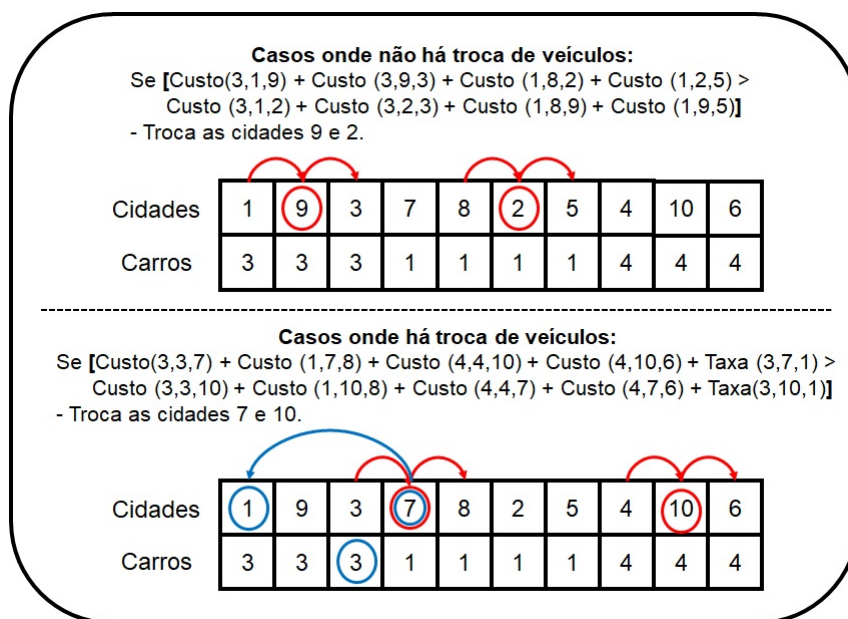 Casos onde não há troca de veículos:
Se [Custo(3,1,9) + Custo (3,9,3) + Custo (1,8,2) + Custo (1,2,5) >
Custo (3,1,2) + Custo (3,2,3) + Custo (1,8,9) + Custo (1,9,5)]
- Troca as cidades 9 e 2.
Cidades 1 9 3 7 8 2 5 4 10 6
Carros 3 3 3 1 1 1 1 4 4 4
Casos onde há troca de veículos:
Se [Custo(3,3,7) + Custo (1,7,8) + Custo (4,4,10) + Custo (4,10,6) + Taxa (3,7,1) >
Custo (3,3,10) + Custo (1,10,8) + Custo (4,4,7) + Custo (4,7,6) + Taxa(3,10,1)]
- Troca as cidades 7 e 10.
Cidades 1 9 3 7 8 2 5 4 10 6
Carros 3 3 3 1 1 1 1 4 4 4